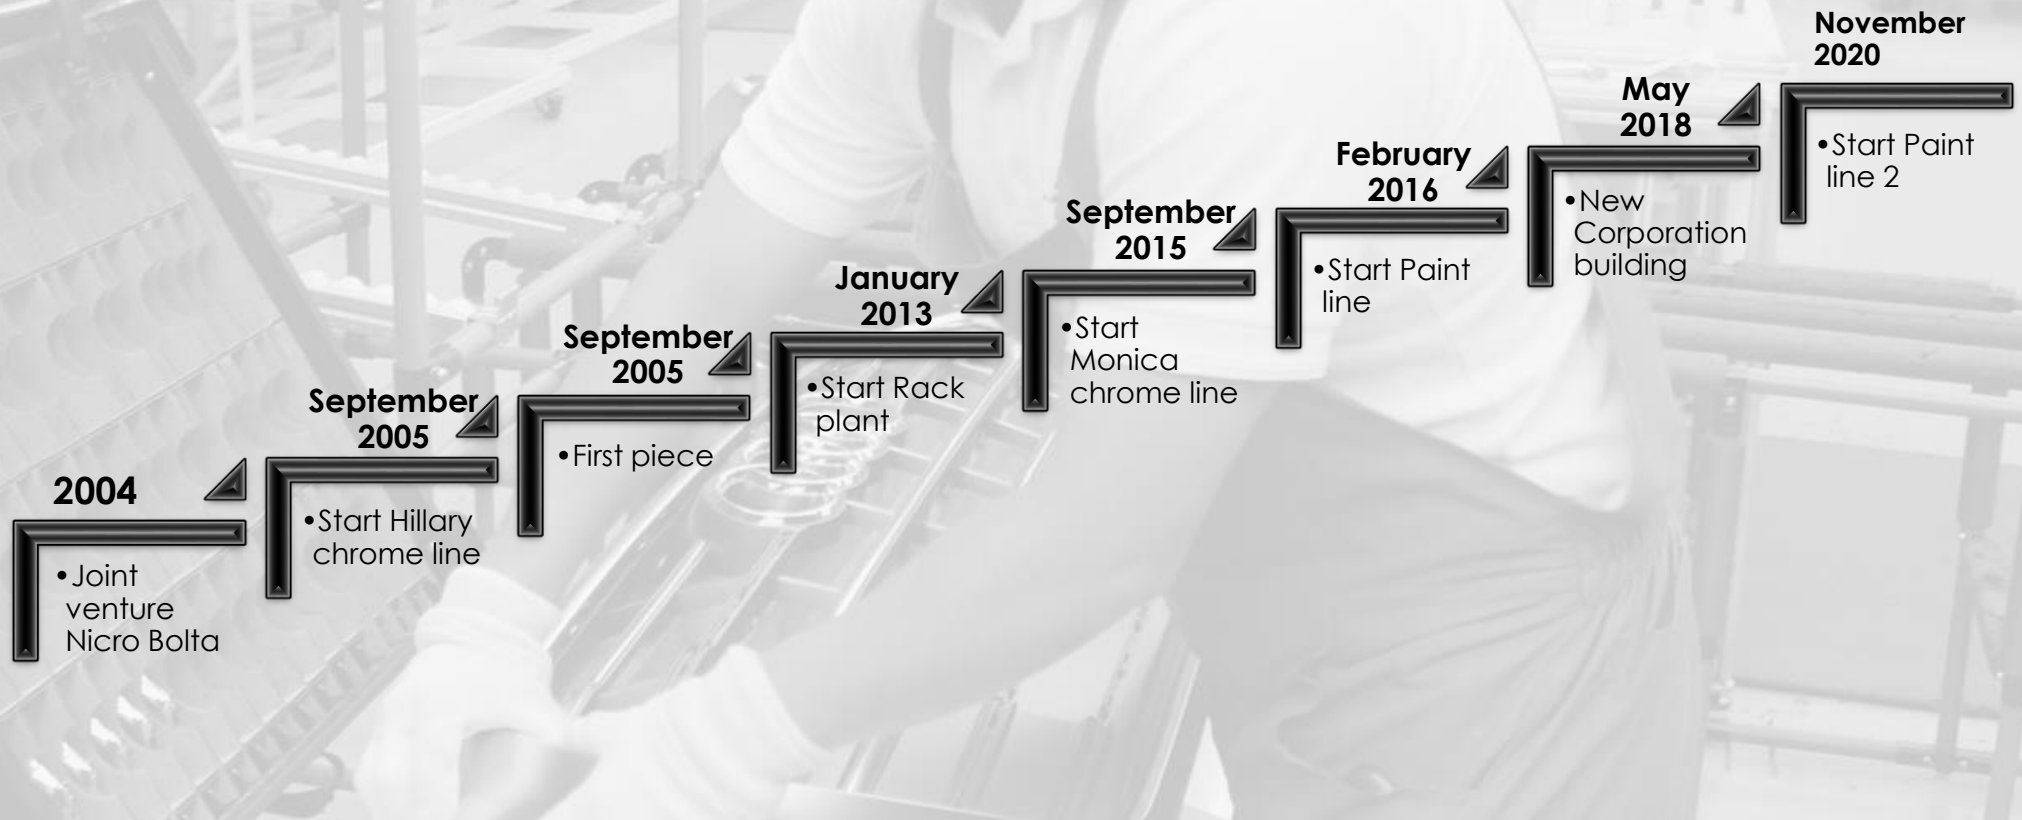 2004
•Joint
venture
Nicro Bolta
September
2005
•Start Hillary
chrome line
September
2005
•First piece
January
2013
•Start Rack
plant
September
2015
•Start
Monica
chrome line
February
2016
•Start Paint
line
May
2018
•New
Corporation
building
November
2020
•Start Paint
line 2